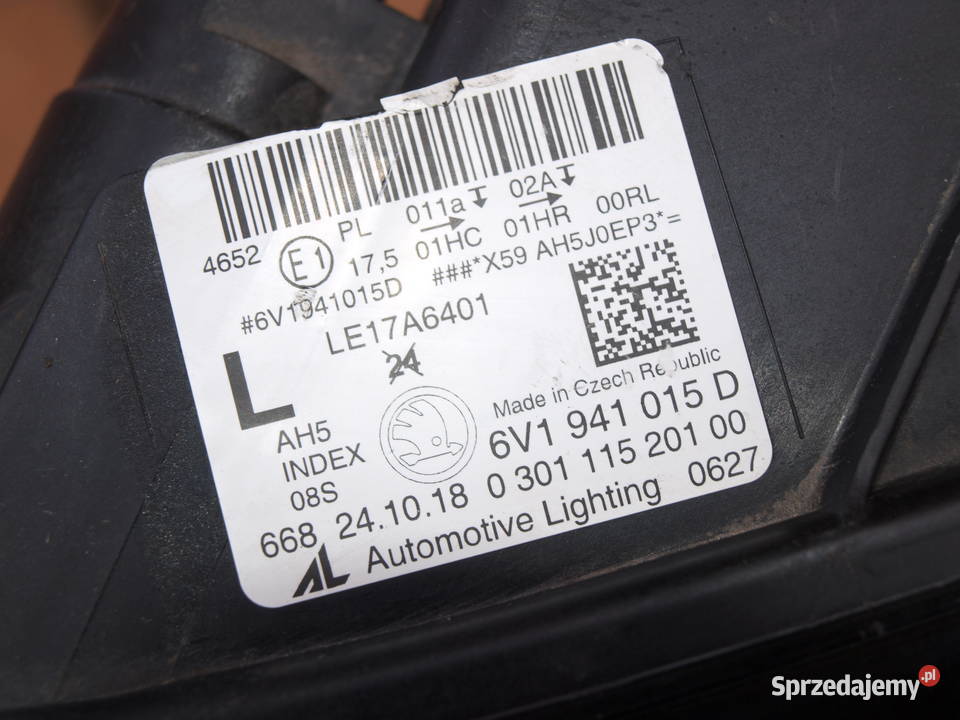 4652 E1 PL 011a 02A 00RL
17,5 01HC 01HR
#6V1941015D ###*X59 AH5J0EP3*=
LE17A6401
24
L
Made in Czech Republic
AH5
INDEX
08S
6V1 941 015 D
668 24.10.18 0 301 115 201 00
AL Automotive Lighting 0627
Sprzedajemy.pl